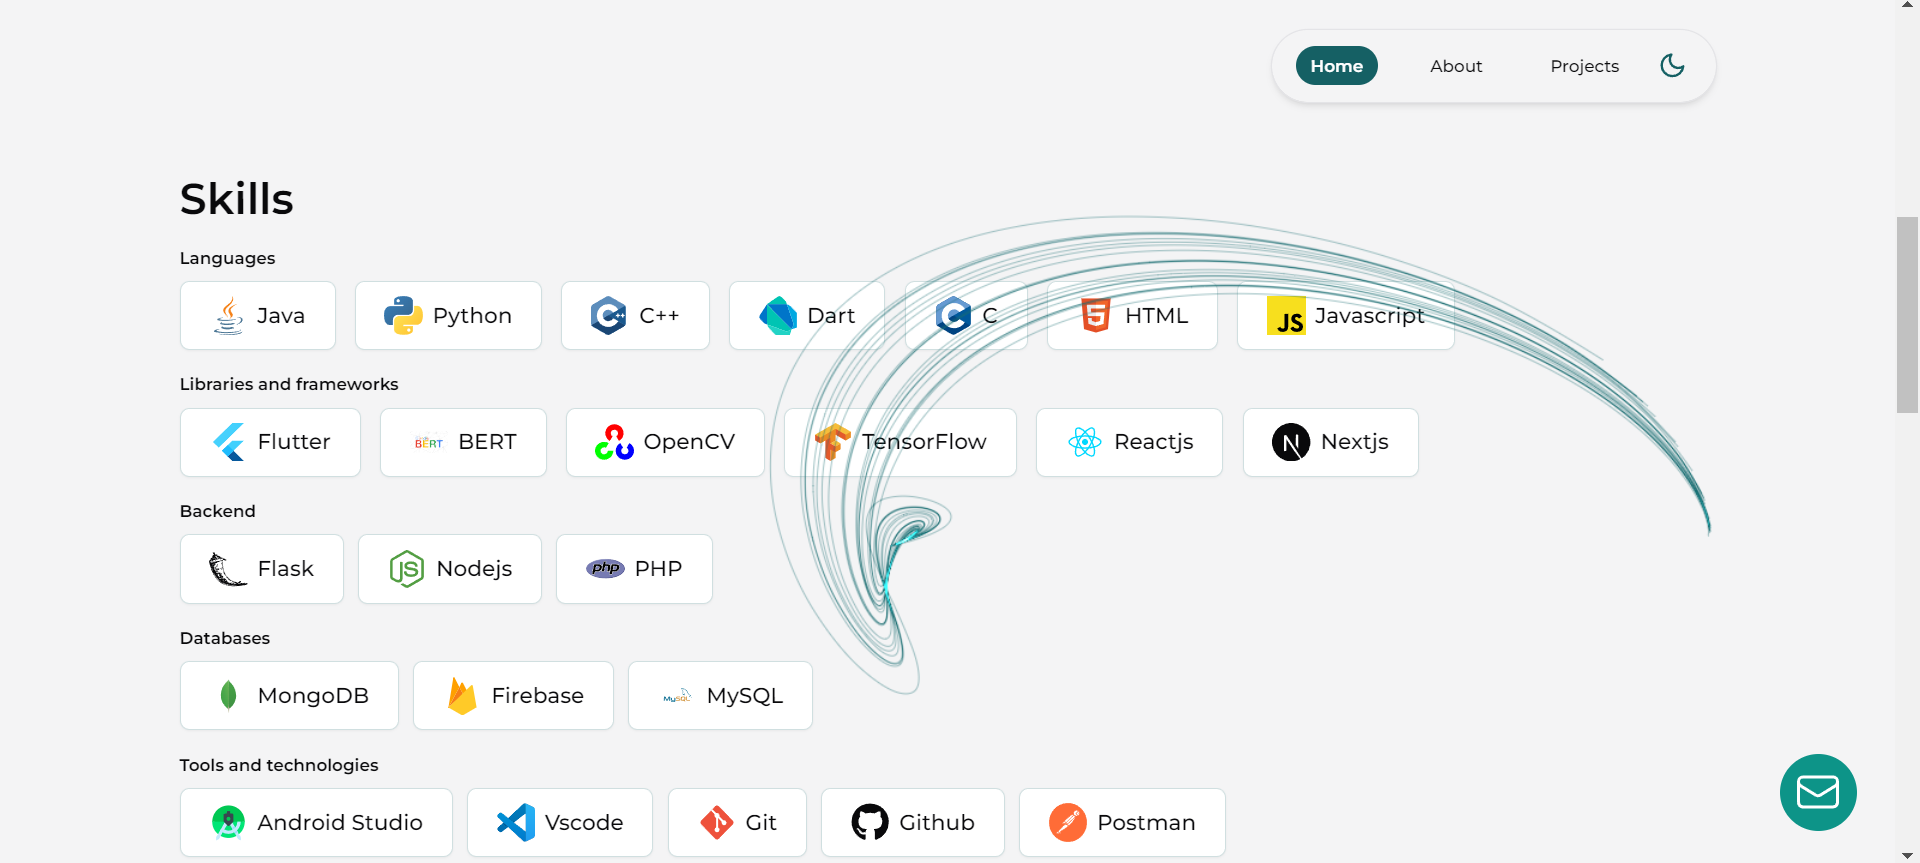 Home About Projects
Skills
Languages
Java Python C++ Dart C HTML JS Javascript
Libraries and frameworks
Flutter BERT BERT OpenCV TensorFlow Reactjs N Nextjs
Backend
Flask JS Nodejs php PHP
Databases
MongoDB Firebase MySQL MySQL
Tools and technologies
Android Studio Vscode Git Github Postman